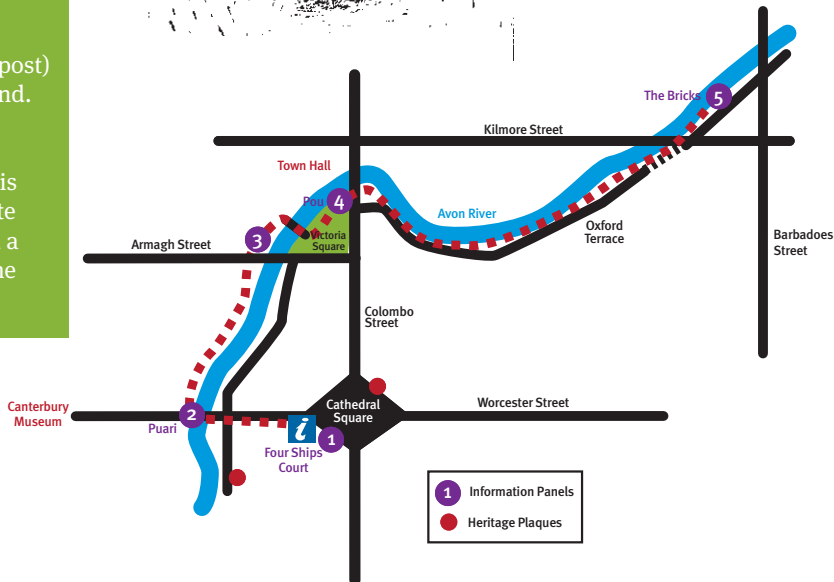 post)
nd.
is
te
a
ne
The Bricks
5
Kilmore Street
Town Hall
Pou
4
Avon River
3
Victoria
Square
Armagh Street
Oxford
Terrace
Barbadoes
Street
Colombo
Street
Canterbury
Museum
2
Puari
Cathedral
Square
Worcester Street
i
1
Four Ships
Court
1 Information Panels
Heritage Plaques